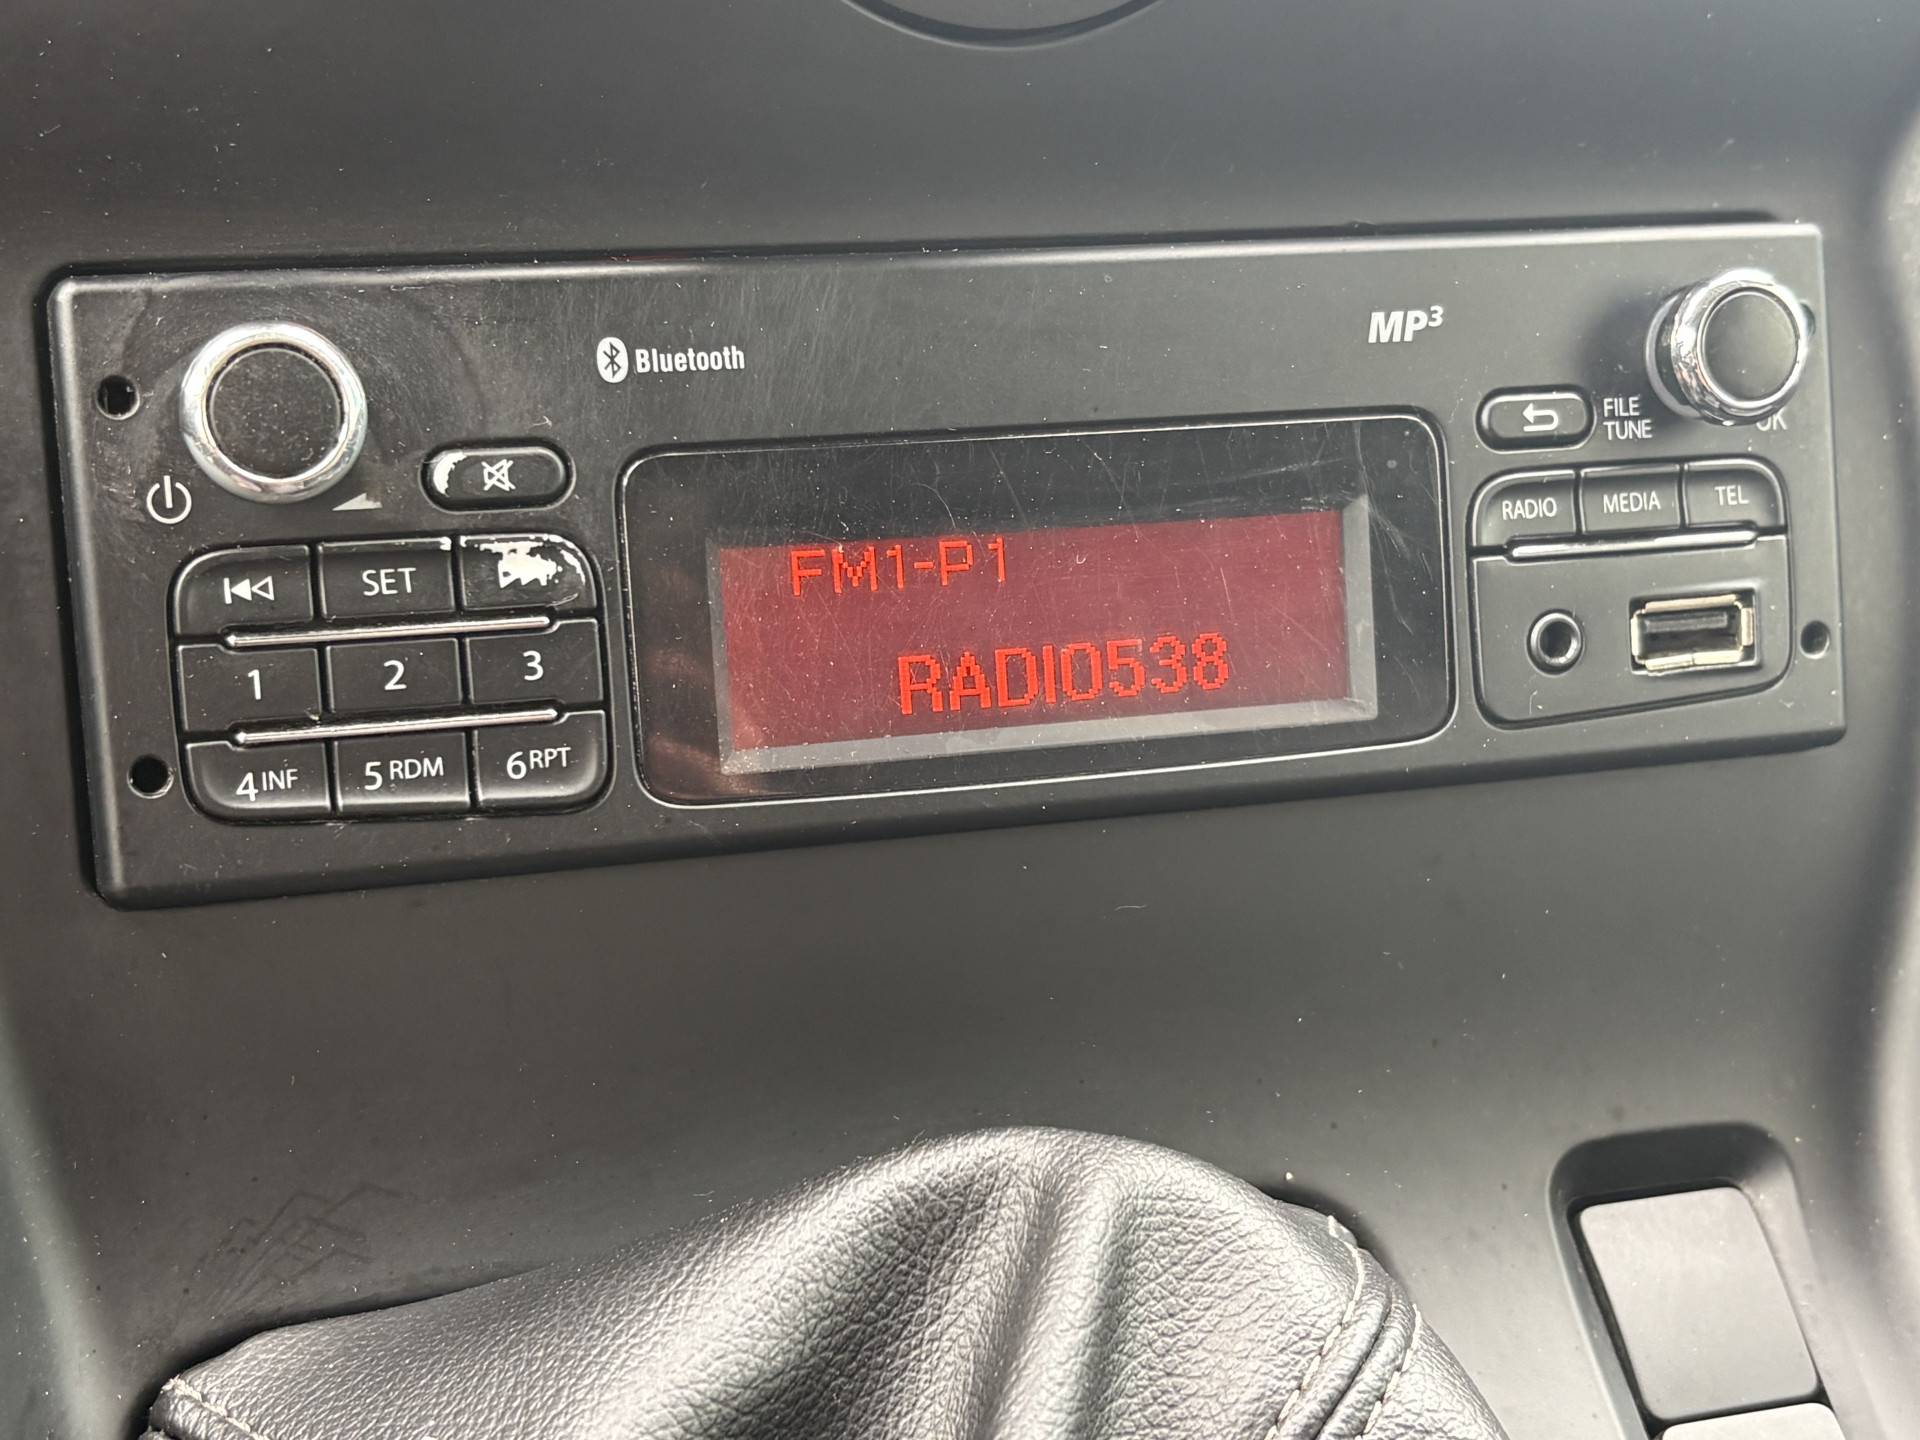 Bluetooth
MP3
FILE
TUNE
OK
RADIO
MEDIA
TEL
SET
1
2
3
4 INF
5 RDM
6 RPT
FM1-P1
RADIO538